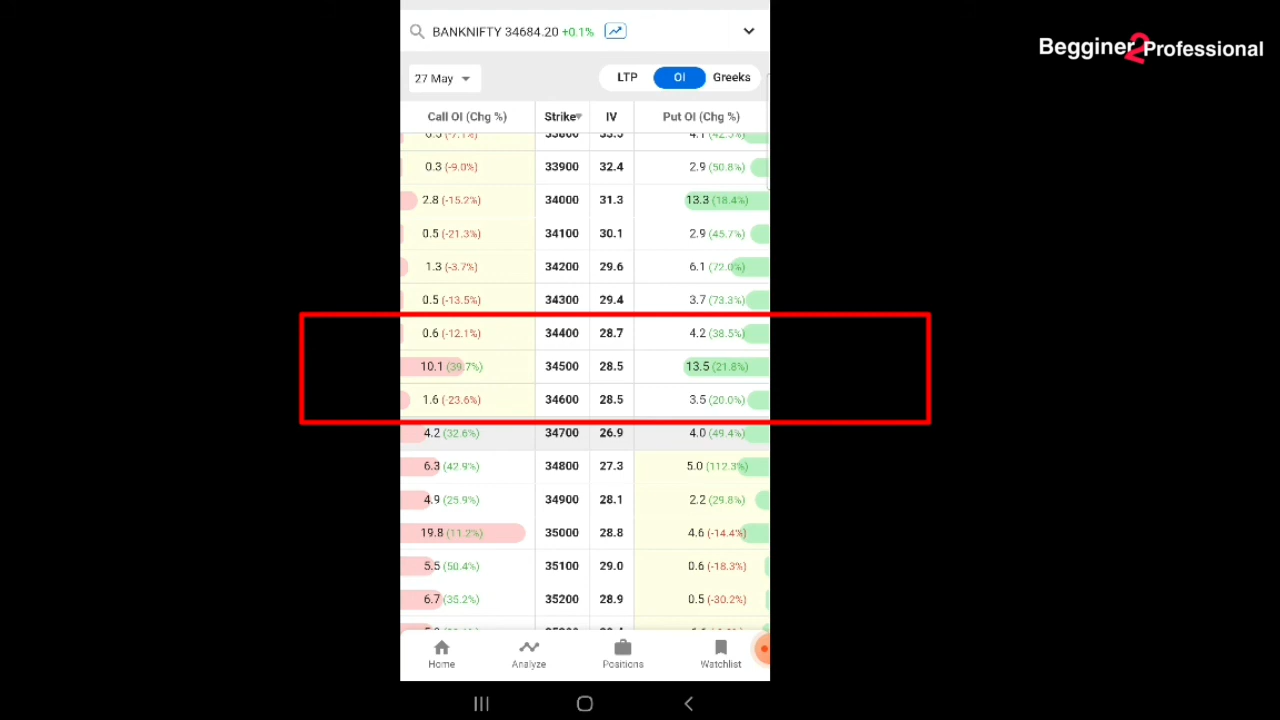 BANKNIFTY 34684.20 +0.1%
Begginer 2 Professional
27 May LTP OI Greeks
Call OI (Chg %) Strike IV Put OI (Chg %)
33800
0.3 (-9.0%) 33900 32.4 2.9 (50.8%)
2.8 (-15.2%) 34000 31.3 13.3 (18.4%)
0.5 (-21.3%) 34100 30.1 2.9 (45.7%)
1.3 (-3.7%) 34200 29.6 6.1 (72.0%)
0.5 (-13.5%) 34300 29.4 3.7 (73.3%)
0.6 (-12.1%) 34400 28.7 4.2 (38.5%)
10.1 (39.7%) 34500 28.5 13.5 (21.8%)
1.6 (-23.6%) 34600 28.5 3.5 (20.0%)
4.2 (32.6%) 34700 26.9 4.0 (49.4%)
6.3 (42.9%) 34800 27.3 5.0 (112.3%)
4.9 (25.9%) 34900 28.1 2.2 (29.8%)
19.8 (11.2%) 35000 28.8 4.6 (-14.4%)
5.5 (50.4%) 35100 29.0 0.6 (-18.3%)
6.7 (35.2%) 35200 28.9 0.5 (-30.2%)
Home Analyze Positions Watchlist